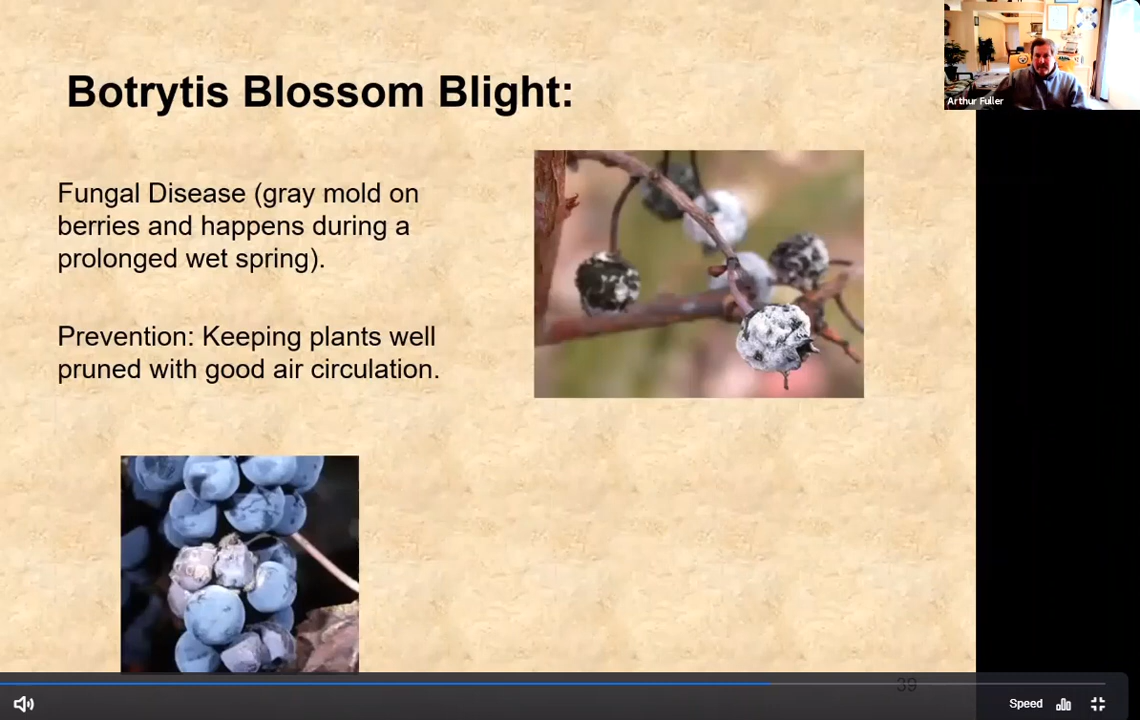 Botrytis Blossom Blight:
Arthur Fuller
Fungal Disease (gray mold on
berries and happens during a
prolonged wet spring).
Prevention: Keeping plants well
pruned with good air circulation.
39
Speed